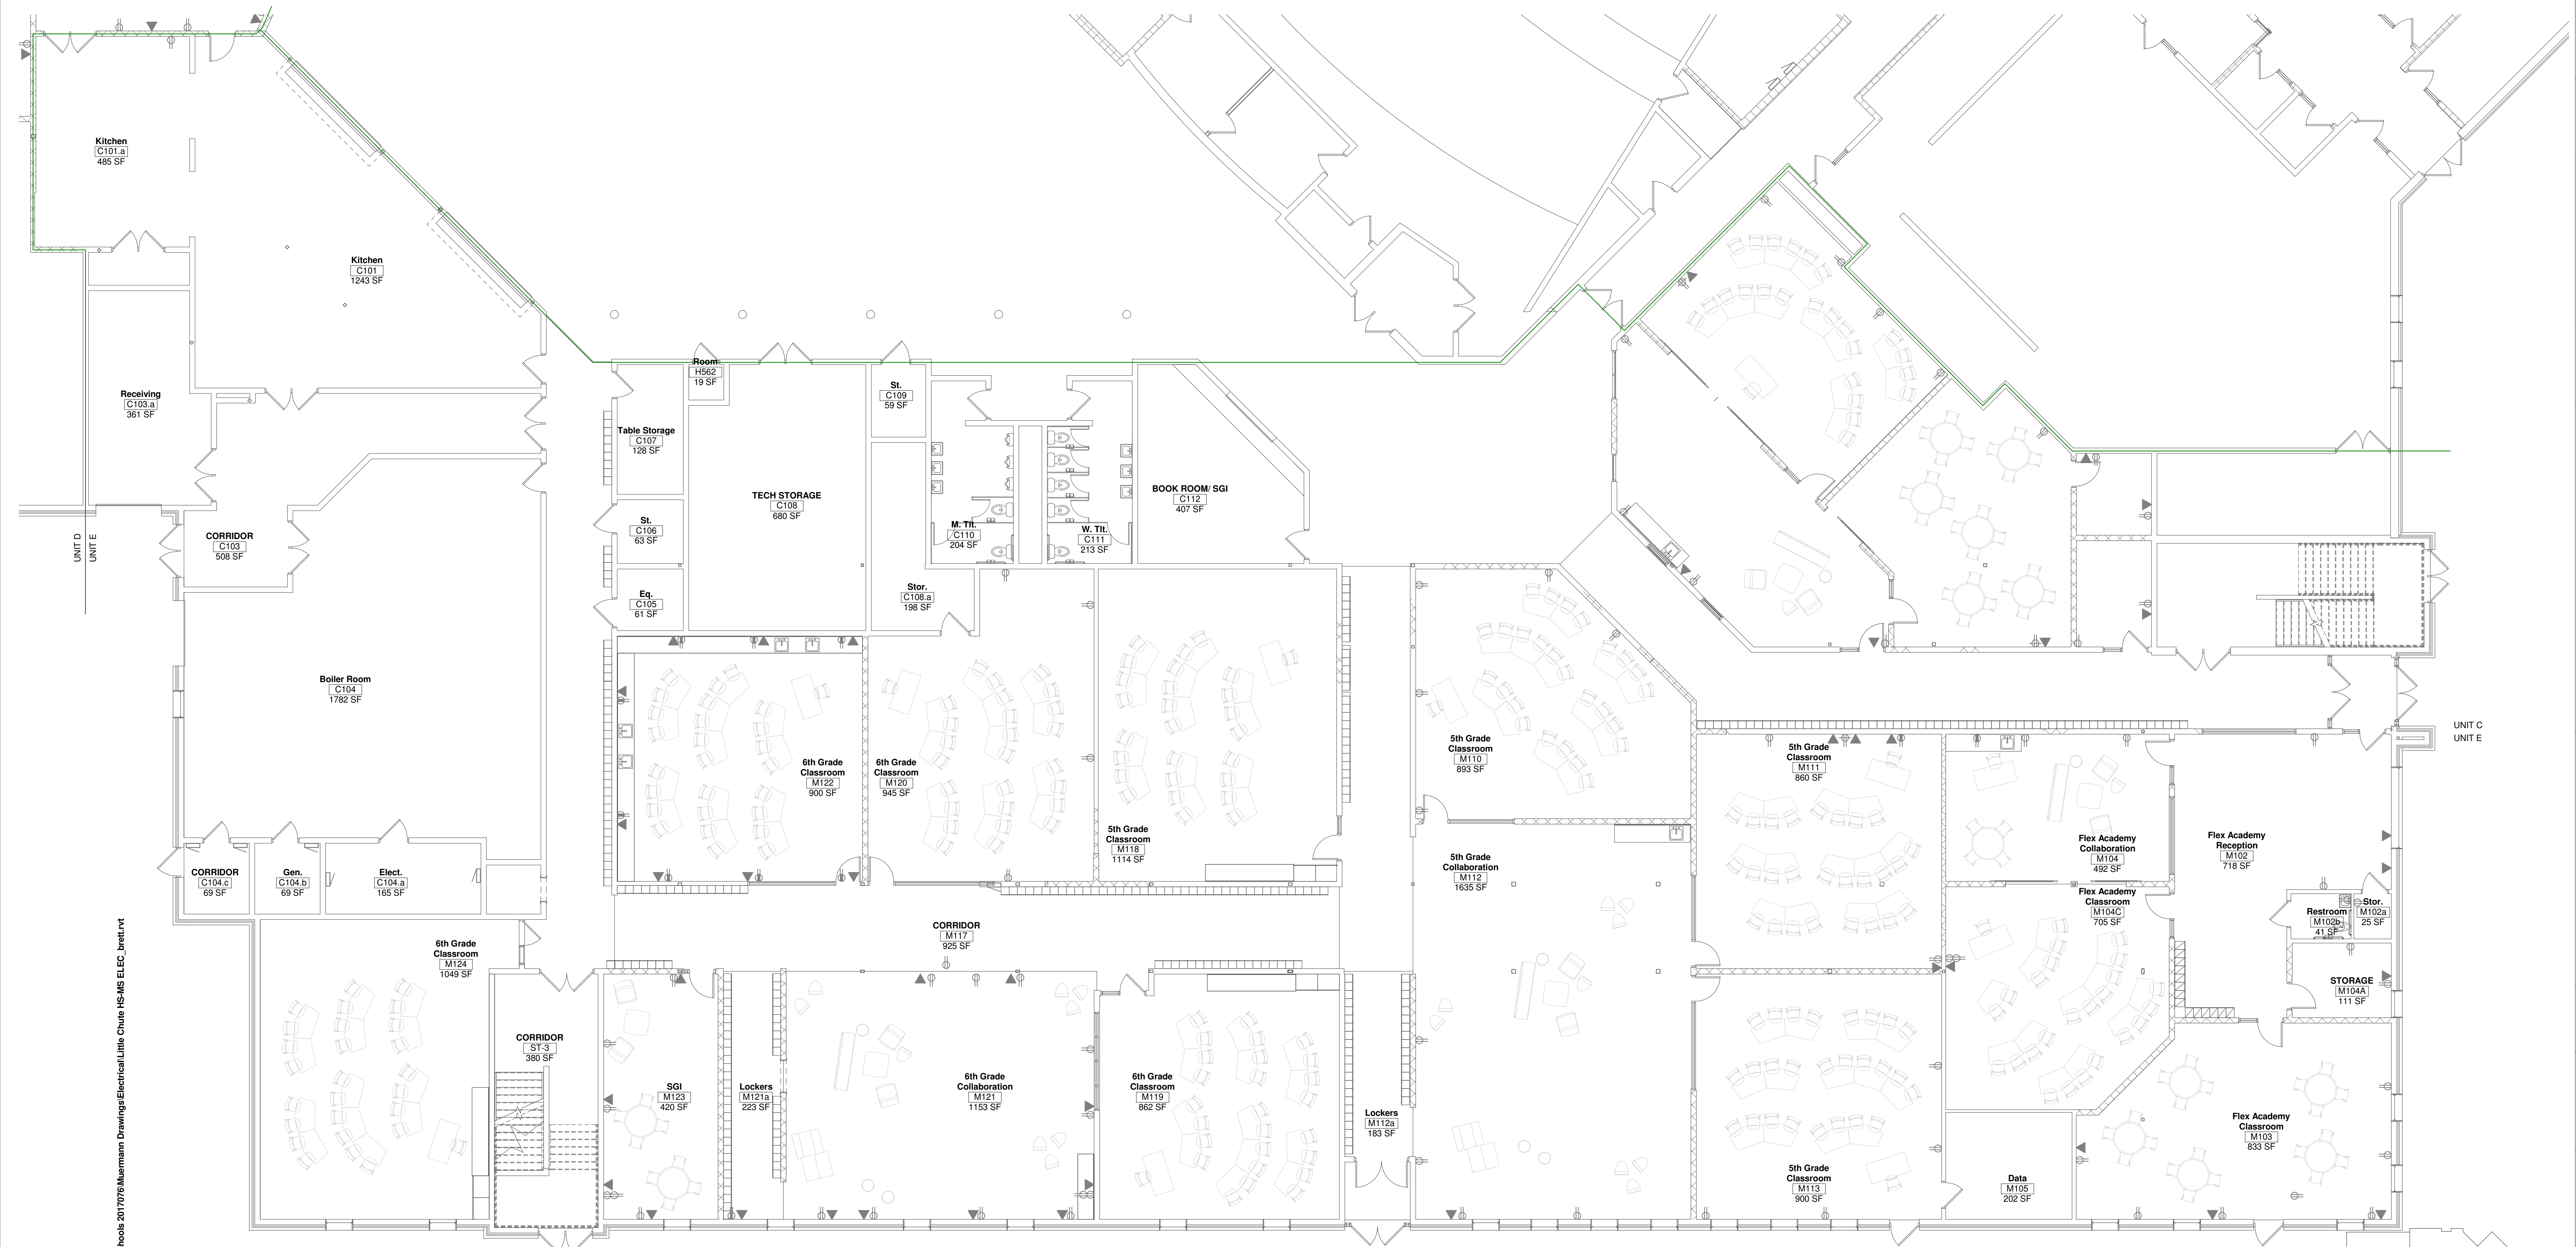 Kitchen
C101.a
485 SF
Kitchen
C101
1243 SF
Receiving
C103.a
361 SF
UNIT D
UNIT E
CORRIDOR
C103
508 SF
Boiler Room
C104
1782 SF
CORRIDOR
C104.c
69 SF
Gen.
C104.b
69 SF
Elect.
C104.a
165 SF
Room
H562
19 SF
Table Storage
C107
128 SF
St.
C106
63 SF
Eq.
C105
61 SF
TECH STORAGE
C108
680 SF
St.
C109
59 SF
Stor.
C108.a
198 SF
M. Tlt.
C110
204 SF
W. Tlt.
C111
213 SF
BOOK ROOM/ SGI
C112
407 SF
6th Grade
Classroom
M122
900 SF
6th Grade
Classroom
M120
945 SF
5th Grade
Classroom
M118
1114 SF
5th Grade
Classroom
M110
893 SF
5th Grade
Collaboration
M112
1635 SF
5th Grade
Classroom
M111
860 SF
Flex Academy
Collaboration
M104
492 SF
Flex Academy
Classroom
M104C
705 SF
Flex Academy
Reception
M102
718 SF
UNIT C
UNIT E
Restroom
M102b
41 SF
Stor.
M102a
25 SF
STORAGE
M104A
111 SF
CORRIDOR
M117
925 SF
6th Grade
Classroom
M124
1049 SF
CORRIDOR
ST-3
380 SF
SGI
M123
420 SF
Lockers
M121a
223 SF
6th Grade
Collaboration
M121
1153 SF
6th Grade
Classroom
M119
862 SF
Lockers
M112a
183 SF
5th Grade
Classroom
M113
900 SF
Data
M105
202 SF
Flex Academy
Classroom
M103
833 SF
hools 2017076\Muermann Drawings\Electrical\Little Chute HS-MS ELEC_brett.rvt